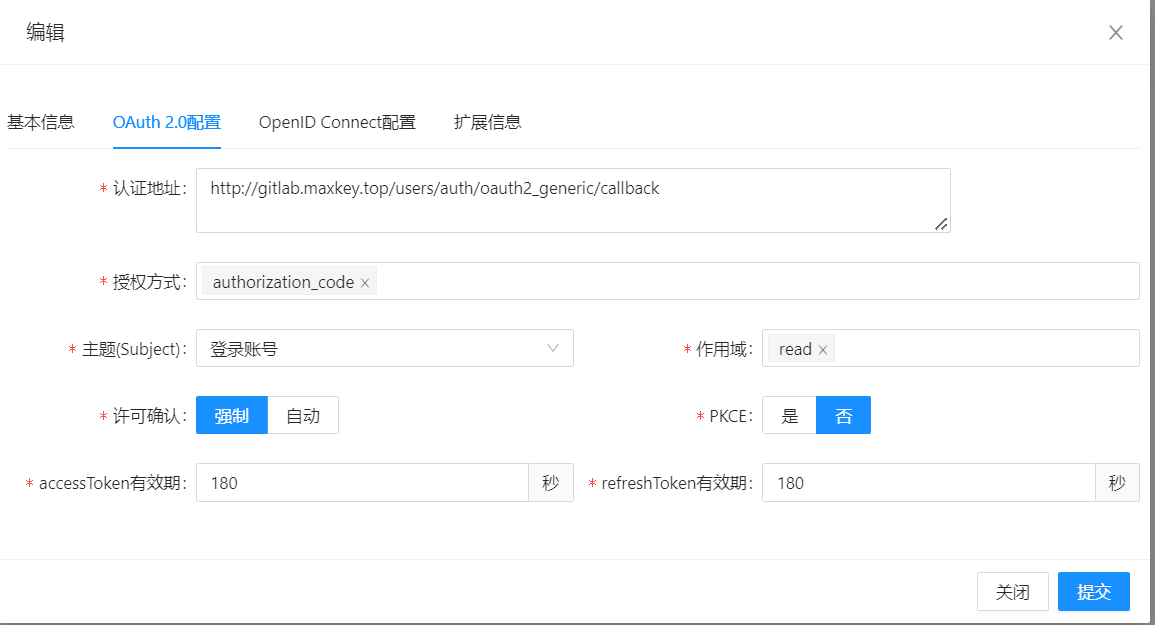 编辑
基本信息 OAuth 2.0配置 OpenID Connect配置 扩展信息
* 认证地址: http://gitlab.maxkey.top/users/auth/oauth2_generic/callback
* 授权方式: authorization_code ×
* 主题(Subject): 登录账号 * 作用域: read ×
* 许可确认: 强制 自动 * PKCE: 是 否
* accessToken有效期: 180 秒 * refreshToken有效期: 180 秒
关闭 提交